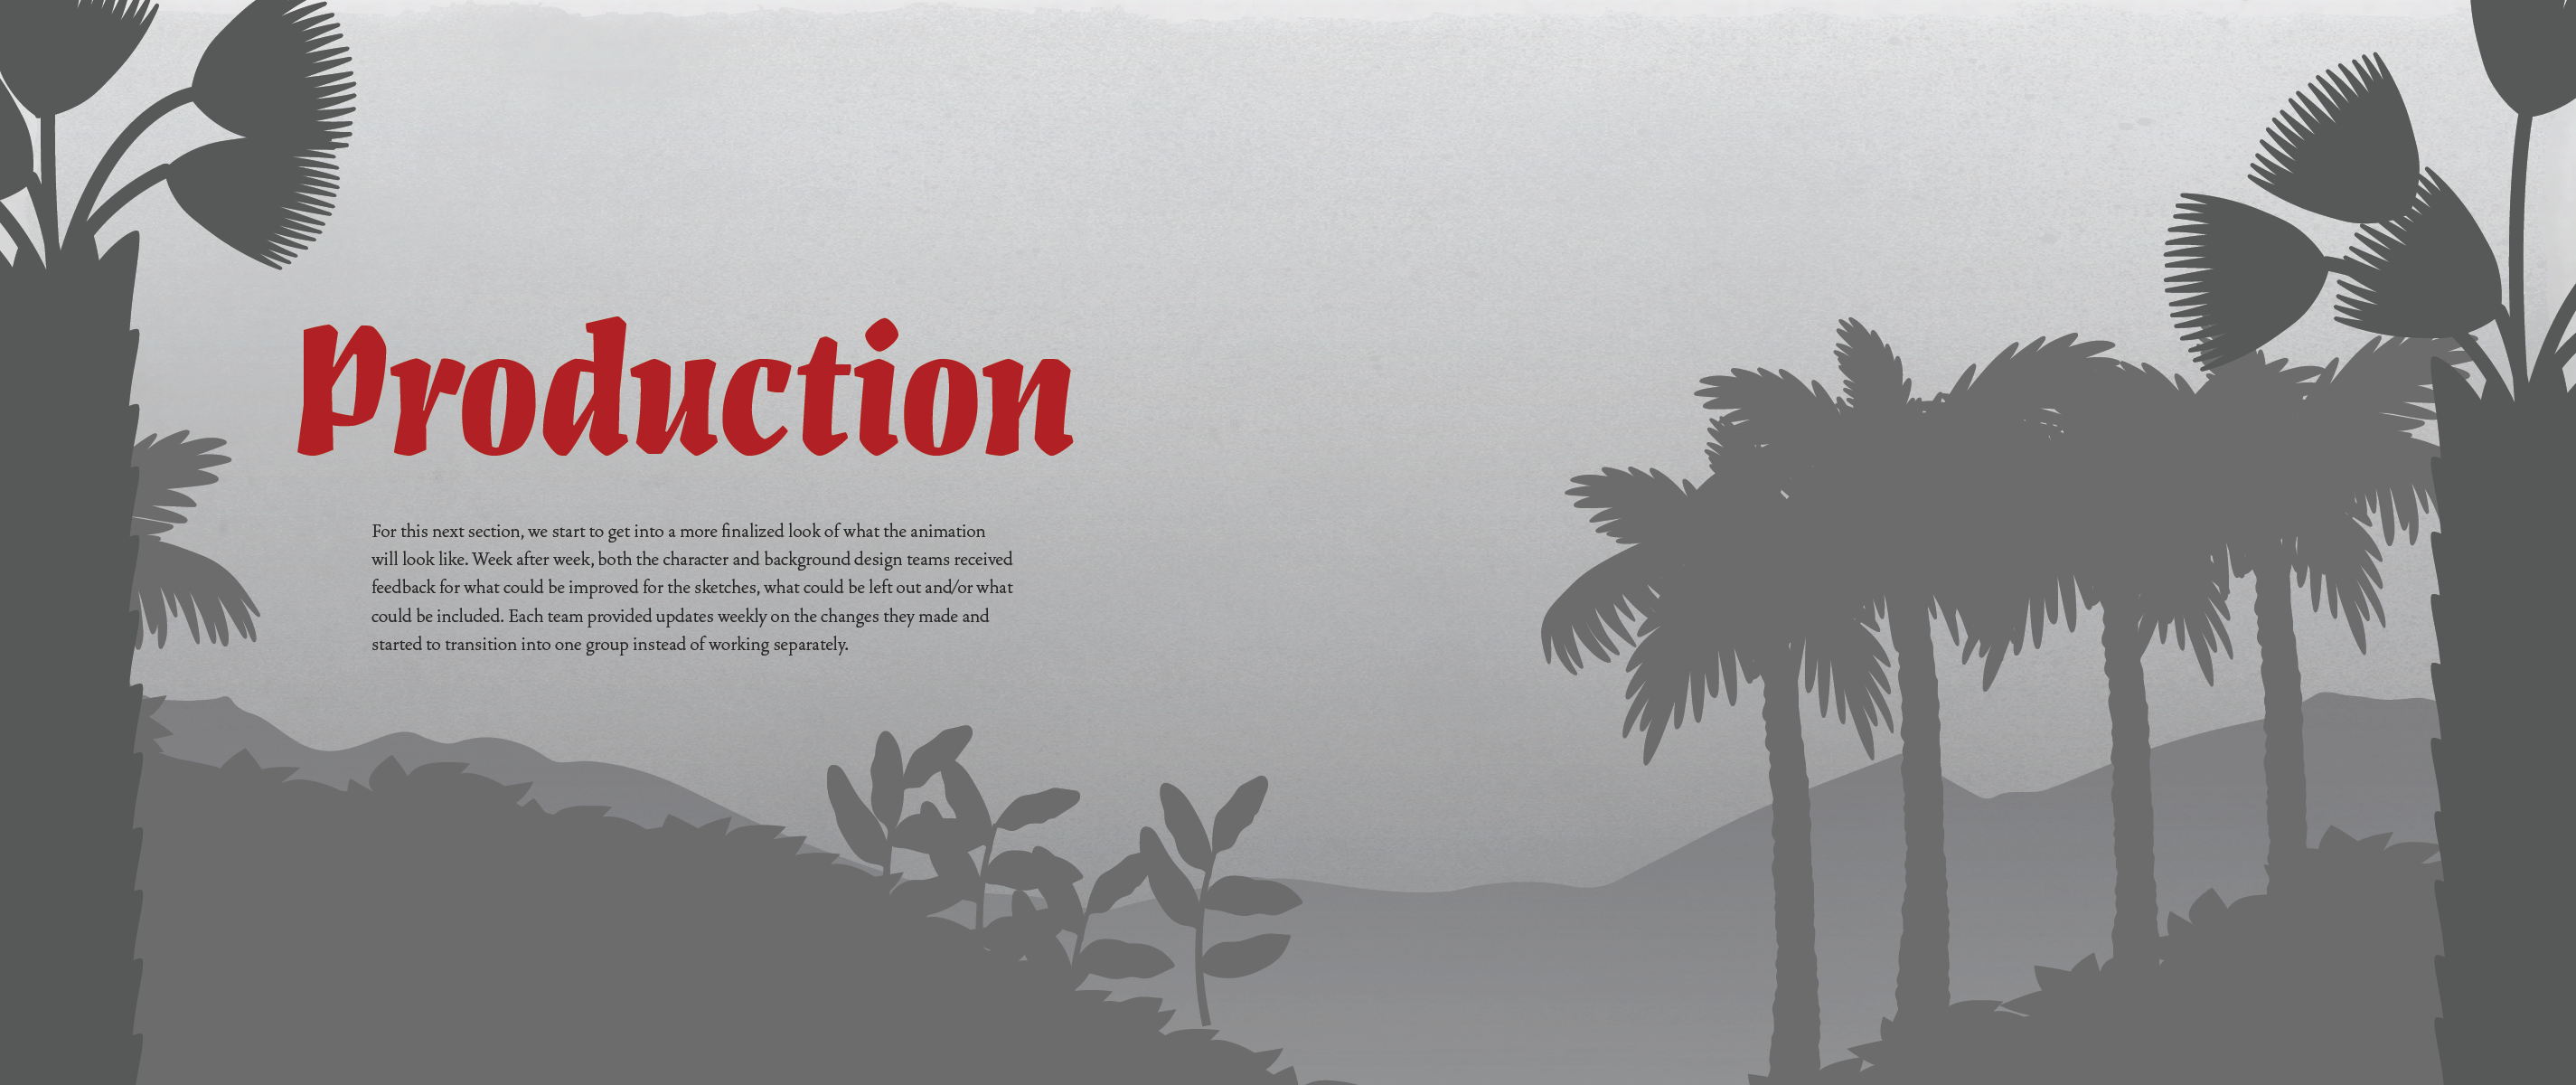 Production
For this next section, we start to get into a more finalized look of what the animation
will look like. Week after week, both the character and background design teams received
feedback for what could be improved for the sketches, what could be left out and/or what
could be included. Each team provided updates weekly on the changes they made and
started to transition into one group instead of working separately.